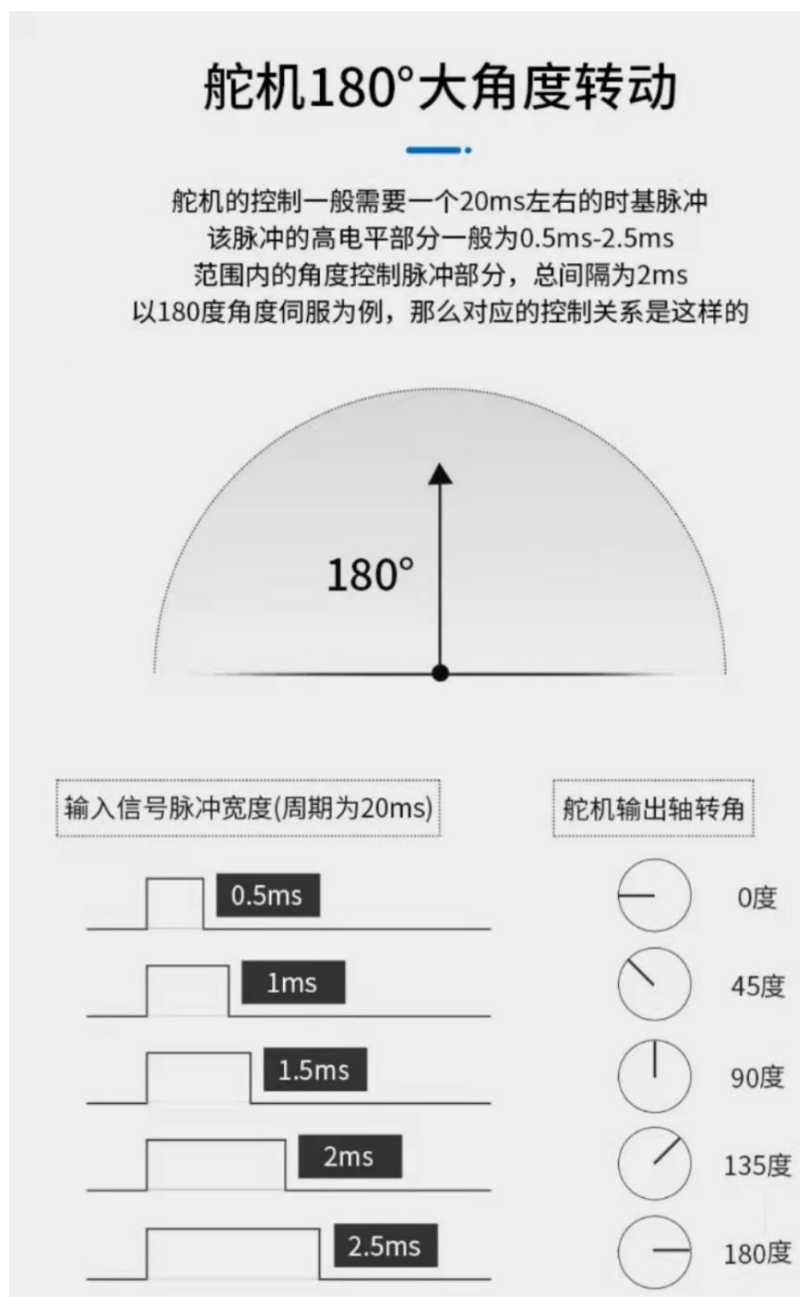 舵机180°大角度转动
舵机的控制一般需要一个20ms左右的时基脉冲
该脉冲的高电平部分一般为0.5ms-2.5ms
范围内的角度控制脉冲部分，总间隔为2ms
以180度角度伺服为例，那么对应的控制关系是这样的
180°
输入信号脉冲宽度(周期为20ms)
舵机输出轴转角
0.5ms
0度
1ms
45度
1.5ms
90度
2ms
135度
2.5ms
180度